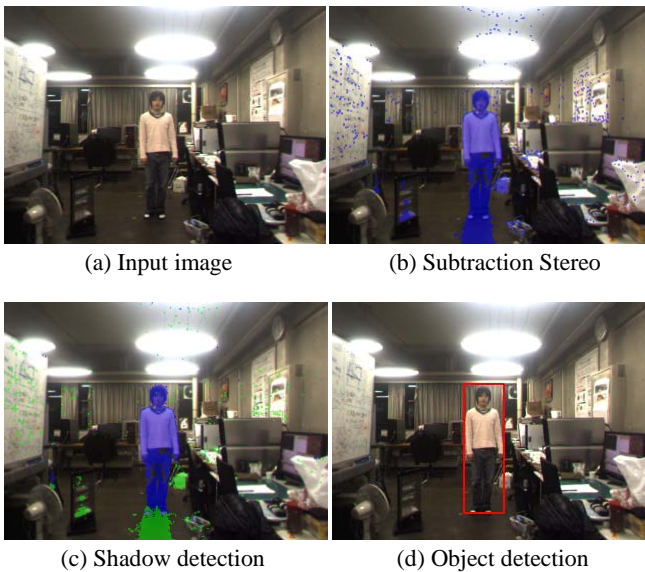 (a) Input image
(b) Subtraction Stereo
(c) Shadow detection
(d) Object detection